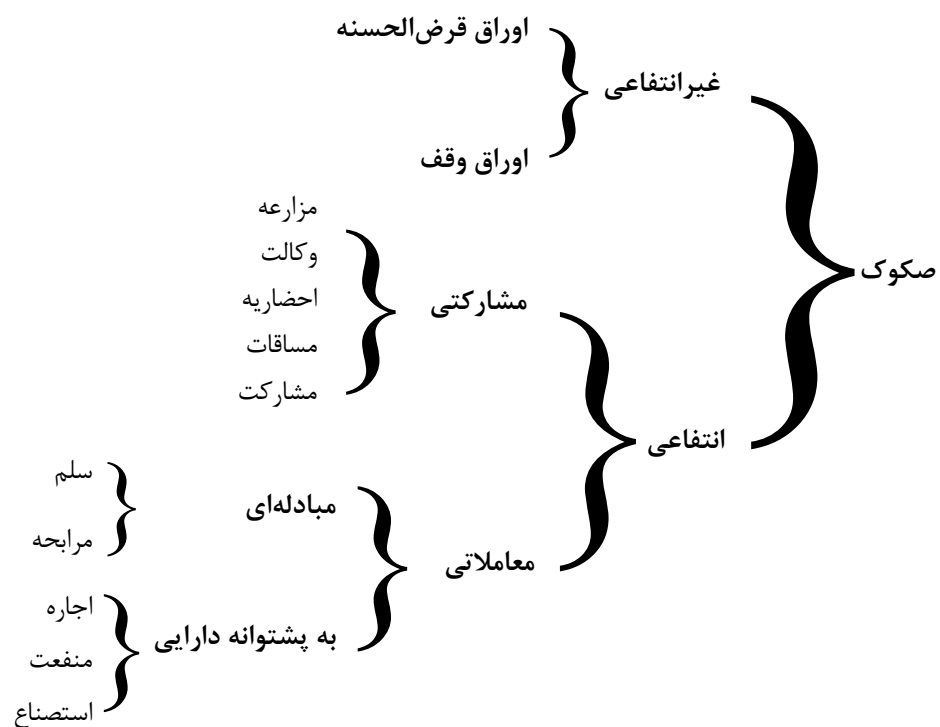 صکوک
غیرانتفاعی
اوراق قرض‌الحسنه
اوراق وقف
انتفاعی
مشارکتی
مزارعه
وکالت
احضاریه
مساقات
مشارکت
معاملاتی
مبادله‌ای
سلم
مرابحه
به پشتوانه دارایی
اجاره
منفعت
استصناع